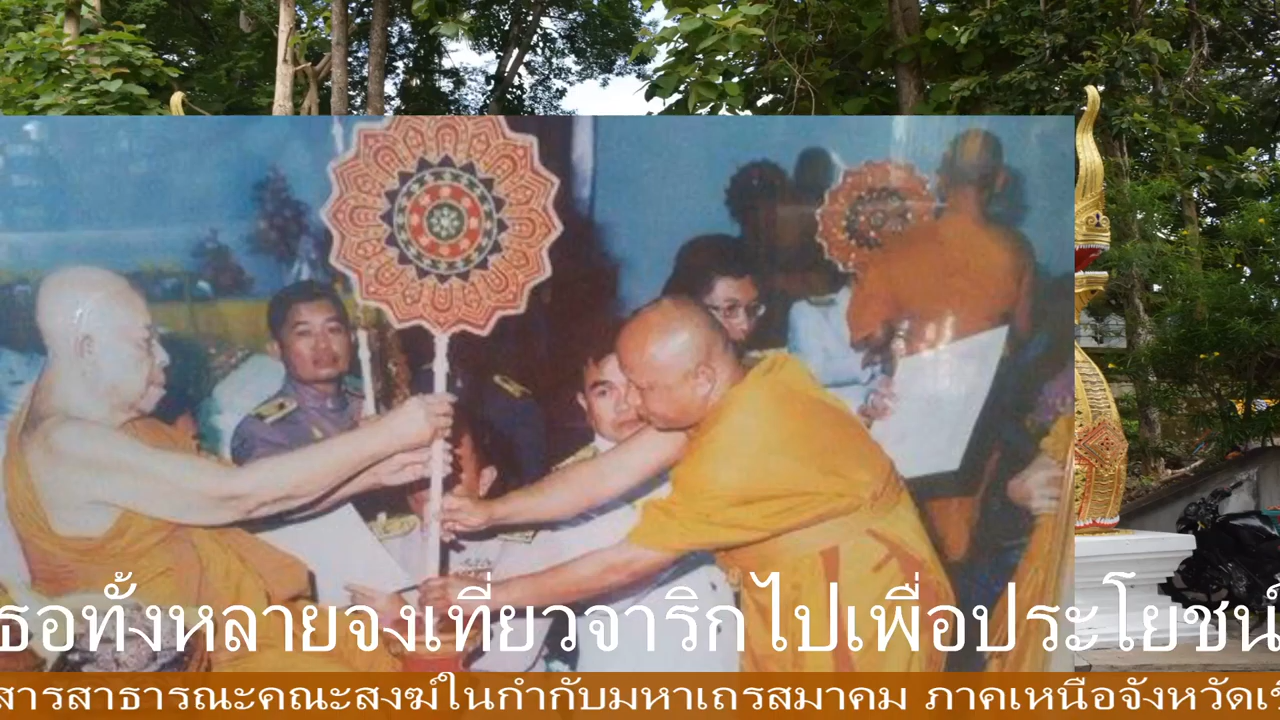 ธอทั้งหลายจงเที่ยวจาริกไปเพื่อประโยชน์
สารสาธารณะคณะสงฆ์ในกำกับมหาเถรสมาคม ภาคเหนือจังหวัดเชี